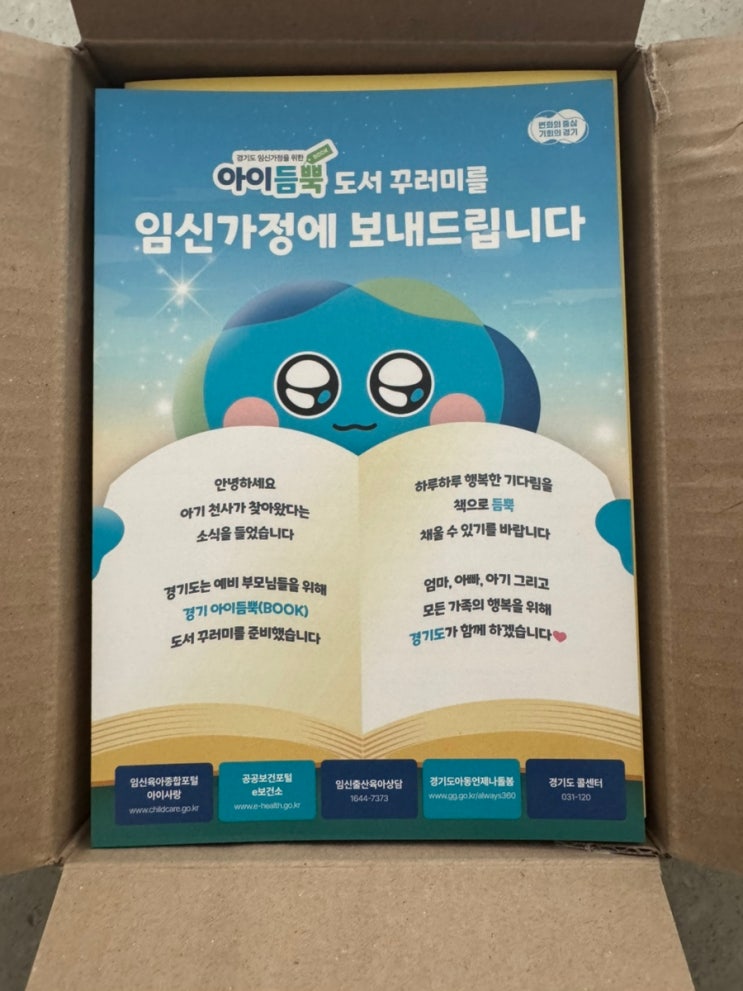 변화의 중심
기회의 경기
경기도 임신가정을 위한
BOOK
아이듬뿍 도서 꾸러미를
임신가정에 보내드립니다
안녕하세요
아기 천사가 찾아왔다는
소식을 들었습니다
경기도는 예비 부모님들을 위해
경기 아이듬뿍(BOOK)
도서 꾸러미를 준비했습니다
하루하루 행복한 기다림을
책으로 듬뿍
채울 수 있기를 바랍니다
엄마, 아빠, 아기 그리고
모든 가족의 행복을 위해
경기도가 함께 하겠습니다
임신육아종합포털
아이사랑
www.childcare.go.kr
공공보건포털
e보건소
www.e-health.go.kr
임신출산육아상담
1644-7373
경기도아동언제나돌봄
www.gg.go.kr/always360
경기도 콜센터
031-120